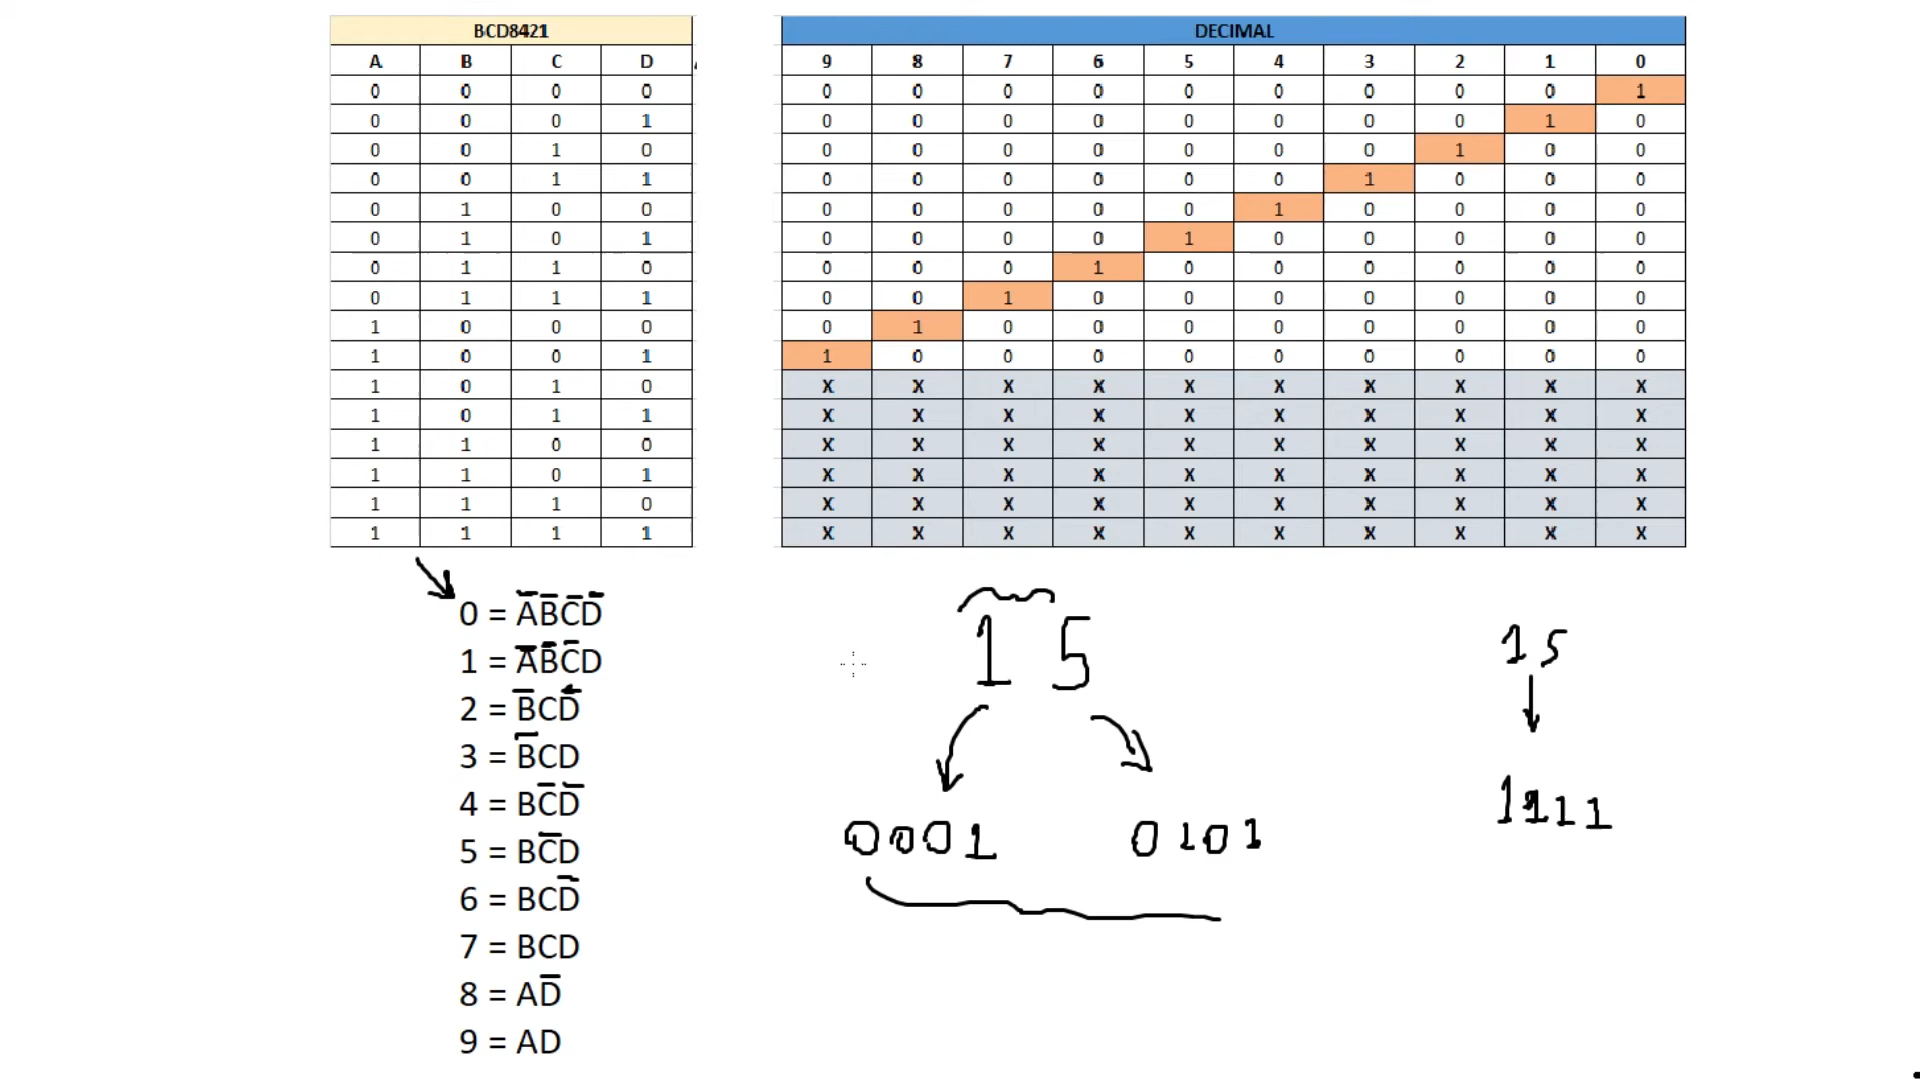 BCD8421 DECIMAL
A B C D 9 8 7 6 5 4 3 2 1 0
0 0 0 0 0 0 0 0 0 0 0 0 0 1
0 0 0 1 0 0 0 0 0 0 0 0 1 0
0 0 1 0 0 0 0 0 0 0 0 1 0 0
0 0 1 1 0 0 0 0 0 0 1 0 0 0
0 1 0 0 0 0 0 0 0 1 0 0 0 0
0 1 0 1 0 0 0 0 1 0 0 0 0 0
0 1 1 0 0 0 0 1 0 0 0 0 0 0
0 1 1 1 0 0 1 0 0 0 0 0 0 0
1 0 0 0 0 1 0 0 0 0 0 0 0 0
1 0 0 1 1 0 0 0 0 0 0 0 0 0
1 0 1 0 X X X X X X X X X X
1 0 1 1 X X X X X X X X X X
1 1 0 0 X X X X X X X X X X
1 1 0 1 X X X X X X X X X X
1 1 1 0 X X X X X X X X X X
1 1 1 1 X X X X X X X X X X
0 = A̅B̅C̅D̅
1 = A̅B̅C̅D
2 = B̅CD̅
3 = B̅CD
4 = BC̅D̅
5 = BC̅D
6 = BCD̅
7 = BCD
8 = AD̅
9 = AD
15
0001 0101
15
1111